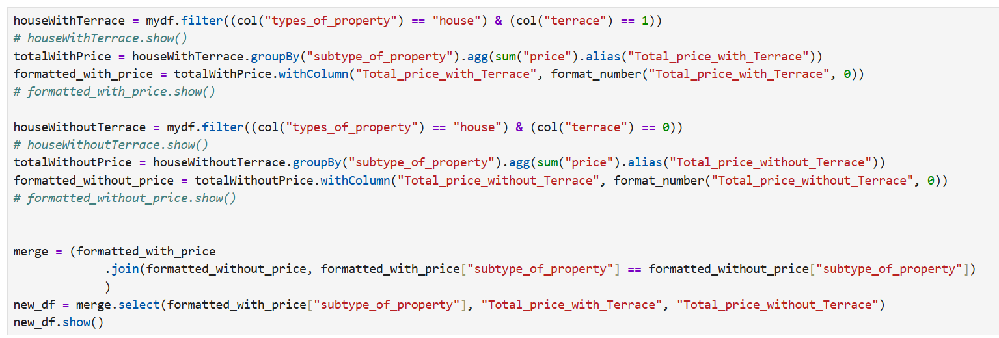 houseWithTerrace = mydf.filter((col("types_of_property") == "house") & (col("terrace") == 1))
# houseWithTerrace.show()
totalWithPrice = houseWithTerrace.groupBy("subtype_of_property").agg(sum("price").alias("Total_price_with_Terrace"))
formatted_with_price = totalWithPrice.withColumn("Total_price_with_Terrace", format_number("Total_price_with_Terrace", 0))
# formatted_with_price.show()
houseWithoutTerrace = mydf.filter((col("types_of_property") == "house") & (col("terrace") == 0))
# houseWithoutTerrace.show()
totalWithoutPrice = houseWithoutTerrace.groupBy("subtype_of_property").agg(sum("price").alias("Total_price_without_Terrace"))
formatted_without_price = totalWithoutPrice.withColumn("Total_price_without_Terrace", format_number("Total_price_without_Terrace", 0))
# formatted_without_price.show()
merge = (formatted_with_price
.join(formatted_without_price, formatted_with_price["subtype_of_property"] == formatted_without_price["subtype_of_property"])
)
new_df = merge.select(formatted_with_price["subtype_of_property"], "Total_price_with_Terrace", "Total_price_without_Terrace")
new_df.show()